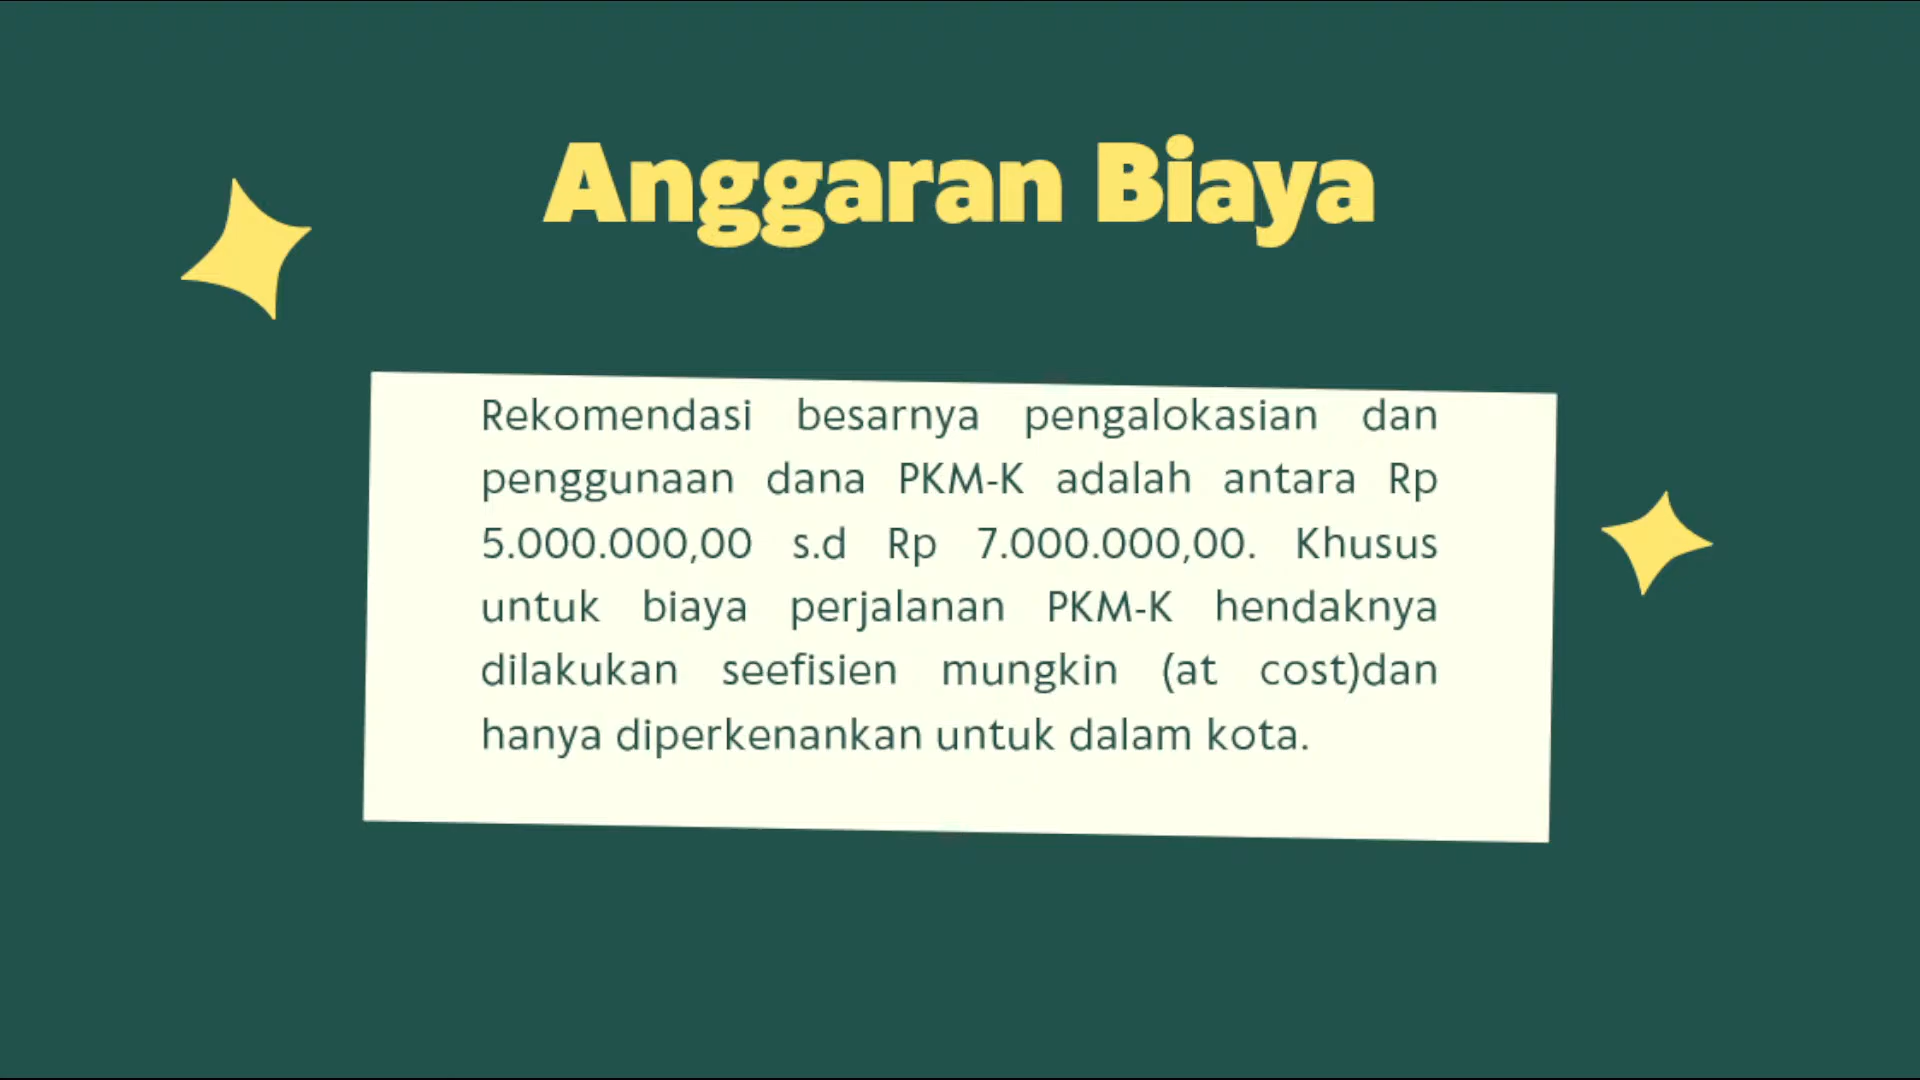 Anggaran Biaya
Rekomendasi besarnya pengalokasian dan
penggunaan dana PKM-K adalah antara Rp
5.000.000,00 s.d Rp 7.000.000,00. Khusus
untuk biaya perjalanan PKM-K hendaknya
dilakukan seefisien mungkin (at cost)dan
hanya diperkenankan untuk dalam kota.